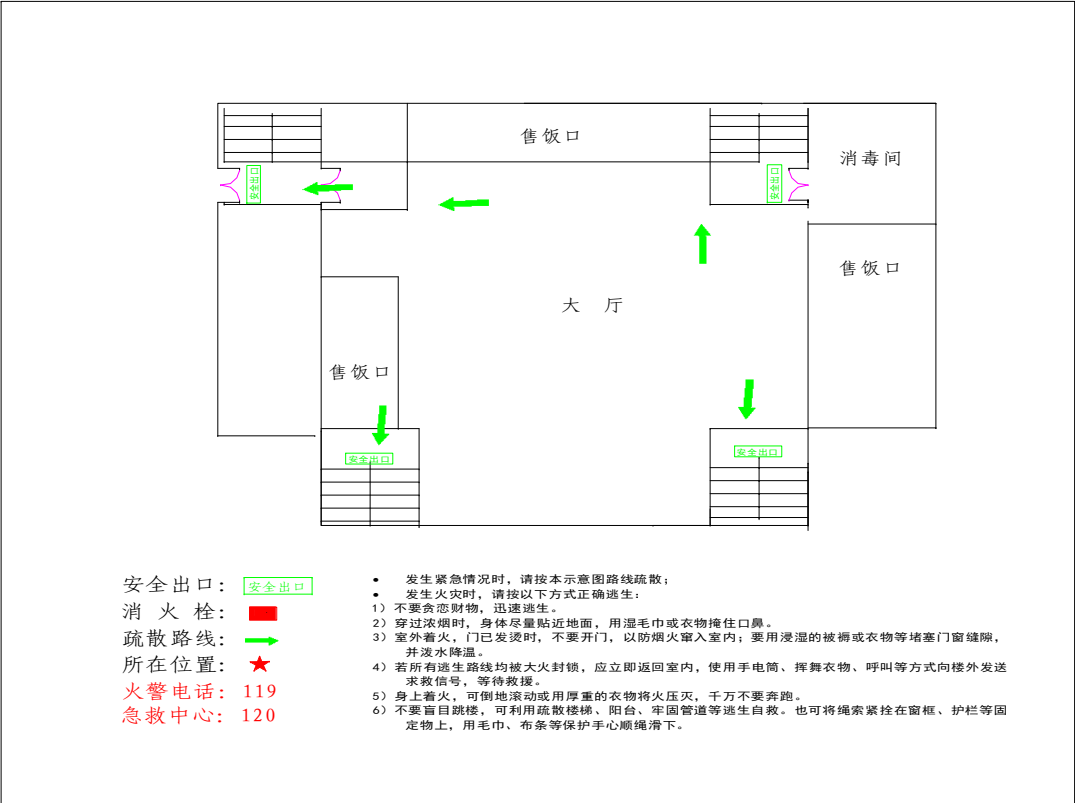 售饭口
消毒间
安全出口
安全出口
售饭口
大 厅
售饭口
安全出口
安全出口
安全出口: 安全出口
消 火 栓:
疏散路线:
所在位置:
火警电话: 119
急救中心: 120
• 发生紧急情况时，请按本示意图路线疏散；
• 发生火灾时，请按以下方式正确逃生：
1）不要贪恋财物，迅速逃生。
2）穿过浓烟时，身体尽量贴近地面，用湿毛巾或衣物掩住口鼻。
3）室外着火，门已发烫时，不要开门，以防烟火窜入室内；要用浸湿的被褥或衣物等堵塞门窗缝隙，
并泼水降温。
4）若所有逃生路线均被大火封锁，应立即返回室内，使用手电筒、挥舞衣物、呼叫等方式向楼外发送
求救信号，等待救援。
5）身上着火，可倒地滚动或用厚重的衣物将火压灭，千万不要奔跑。
6）不要盲目跳楼，可利用疏散楼梯、阳台、牢固管道等逃生自救。也可将绳索紧拴在窗框、护栏等固
定物上，用毛巾、布条等保护手心顺绳滑下。